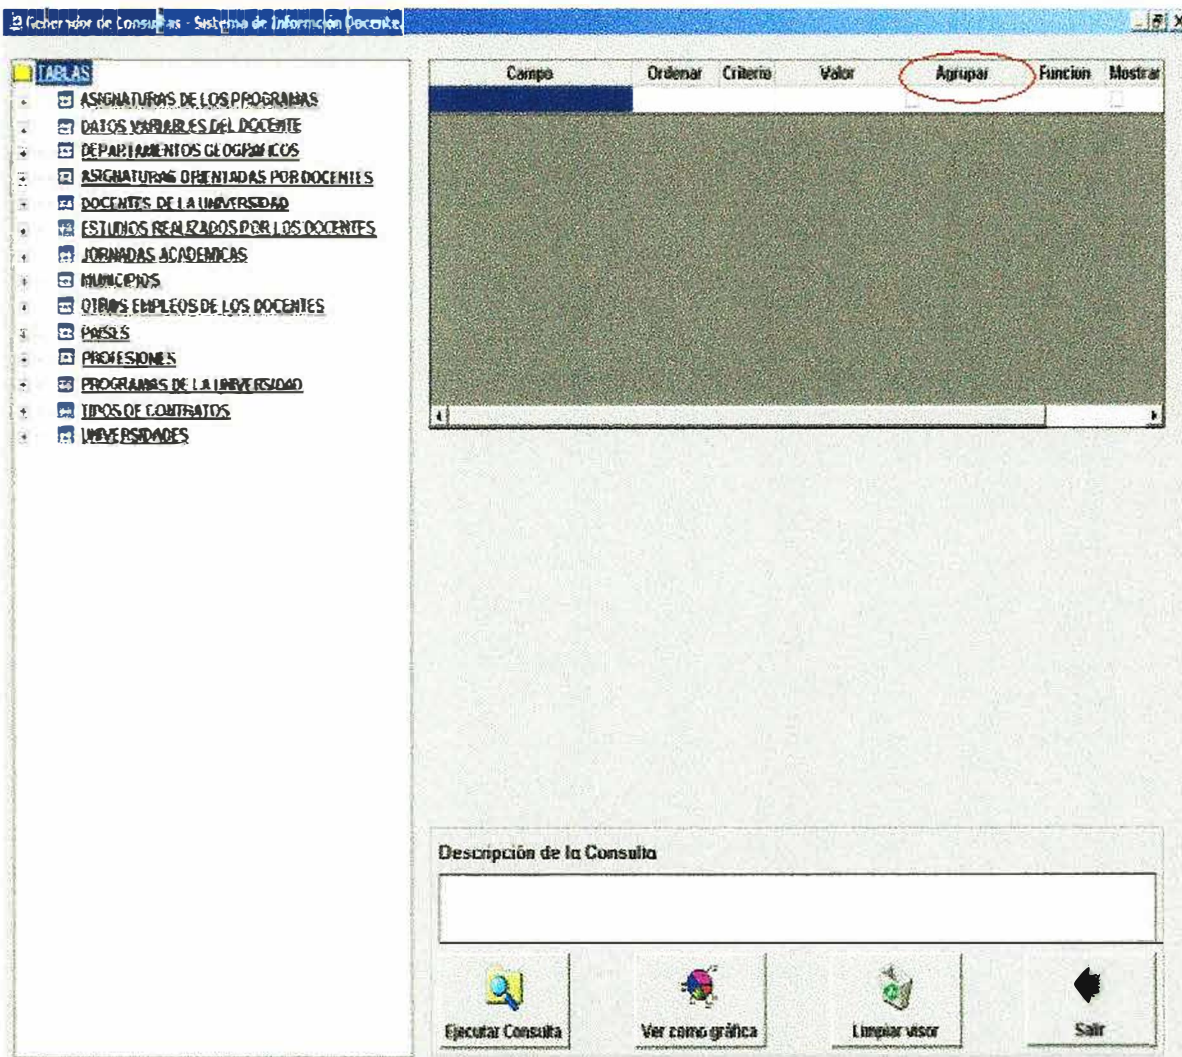 Generador de Consultas - Sistema de Información Docente
TABLAS
ASIGNATURAS DE LOS PROGRAMAS
DATOS VARIABLES DEL DOCENTE
DEPARTAMENTOS GEOGRAFICOS
ASIGNATURAS ORIENTADAS POR DOCENTES
DOCENTES DE LA UNIVERSIDAD
ESTUDIOS REALIZADOS POR LOS DOCENTES
JORNADAS ACADEMICAS
MUNICIPIOS
OTROS EMPLEOS DE LOS DOCENTES
PAISES
PROFESIONES
PROGRAMAS DE LA UNIVERSIDAD
TIPOS DE CONTRATOS
UNIVERSIDADES
Campo Ordenar Criterio Valor Agrupar Funcion Mostrar
Descripción de la Consulta
Ejecutar Consulta Ver como gráfica Limpiar visor Salir